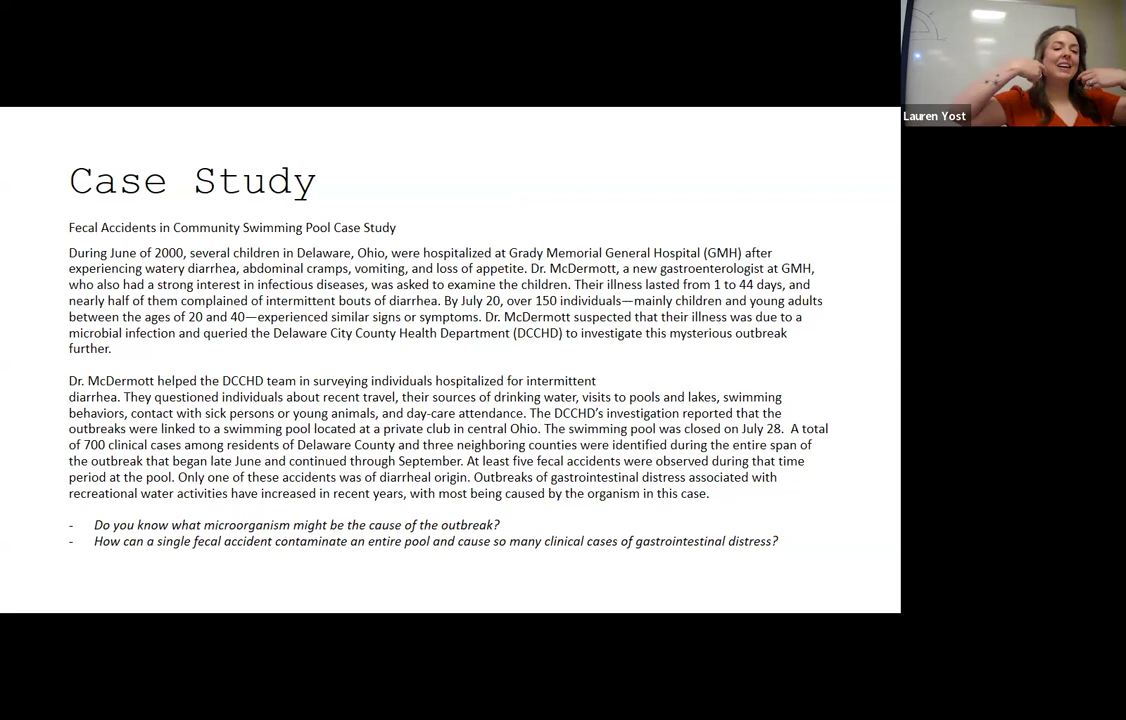 Lauren Yost
Case Study
Fecal Accidents in Community Swimming Pool Case Study
During June of 2000, several children in Delaware, Ohio, were hospitalized at Grady Memorial General Hospital (GMH) after
experiencing watery diarrhea, abdominal cramps, vomiting, and loss of appetite. Dr. McDermott, a new gastroenterologist at GMH,
who also had a strong interest in infectious diseases, was asked to examine the children. Their illness lasted from 1 to 44 days, and
nearly half of them complained of intermittent bouts of diarrhea. By July 20, over 150 individuals—mainly children and young adults
between the ages of 20 and 40—experienced similar signs or symptoms. Dr. McDermott suspected that their illness was due to a
microbial infection and queried the Delaware City County Health Department (DCCHD) to investigate this mysterious outbreak
further.
Dr. McDermott helped the DCCHD team in surveying individuals hospitalized for intermittent
diarrhea. They questioned individuals about recent travel, their sources of drinking water, visits to pools and lakes, swimming
behaviors, contact with sick persons or young animals, and day-care attendance. The DCCHD's investigation reported that the
outbreaks were linked to a swimming pool located at a private club in central Ohio. The swimming pool was closed on July 28. A total
of 700 clinical cases among residents of Delaware County and three neighboring counties were identified during the entire span of
the outbreak that began late June and continued through September. At least five fecal accidents were observed during that time
period at the pool. Only one of these accidents was of diarrheal origin. Outbreaks of gastrointestinal distress associated with
recreational water activities have increased in recent years, with most being caused by the organism in this case.
- Do you know what microorganism might be the cause of the outbreak?
- How can a single fecal accident contaminate an entire pool and cause so many clinical cases of gastrointestinal distress?